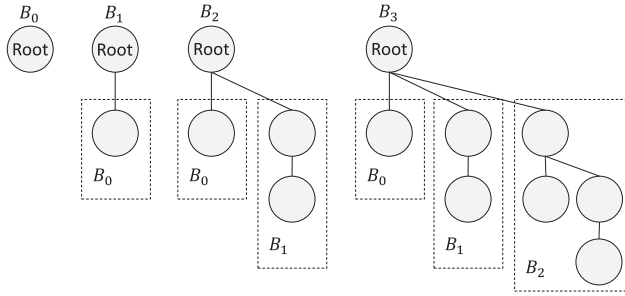 B₀ B₁ B₂ B₃
Root Root Root Root
B₀ B₀ B₀
B₁ B₁ B₂